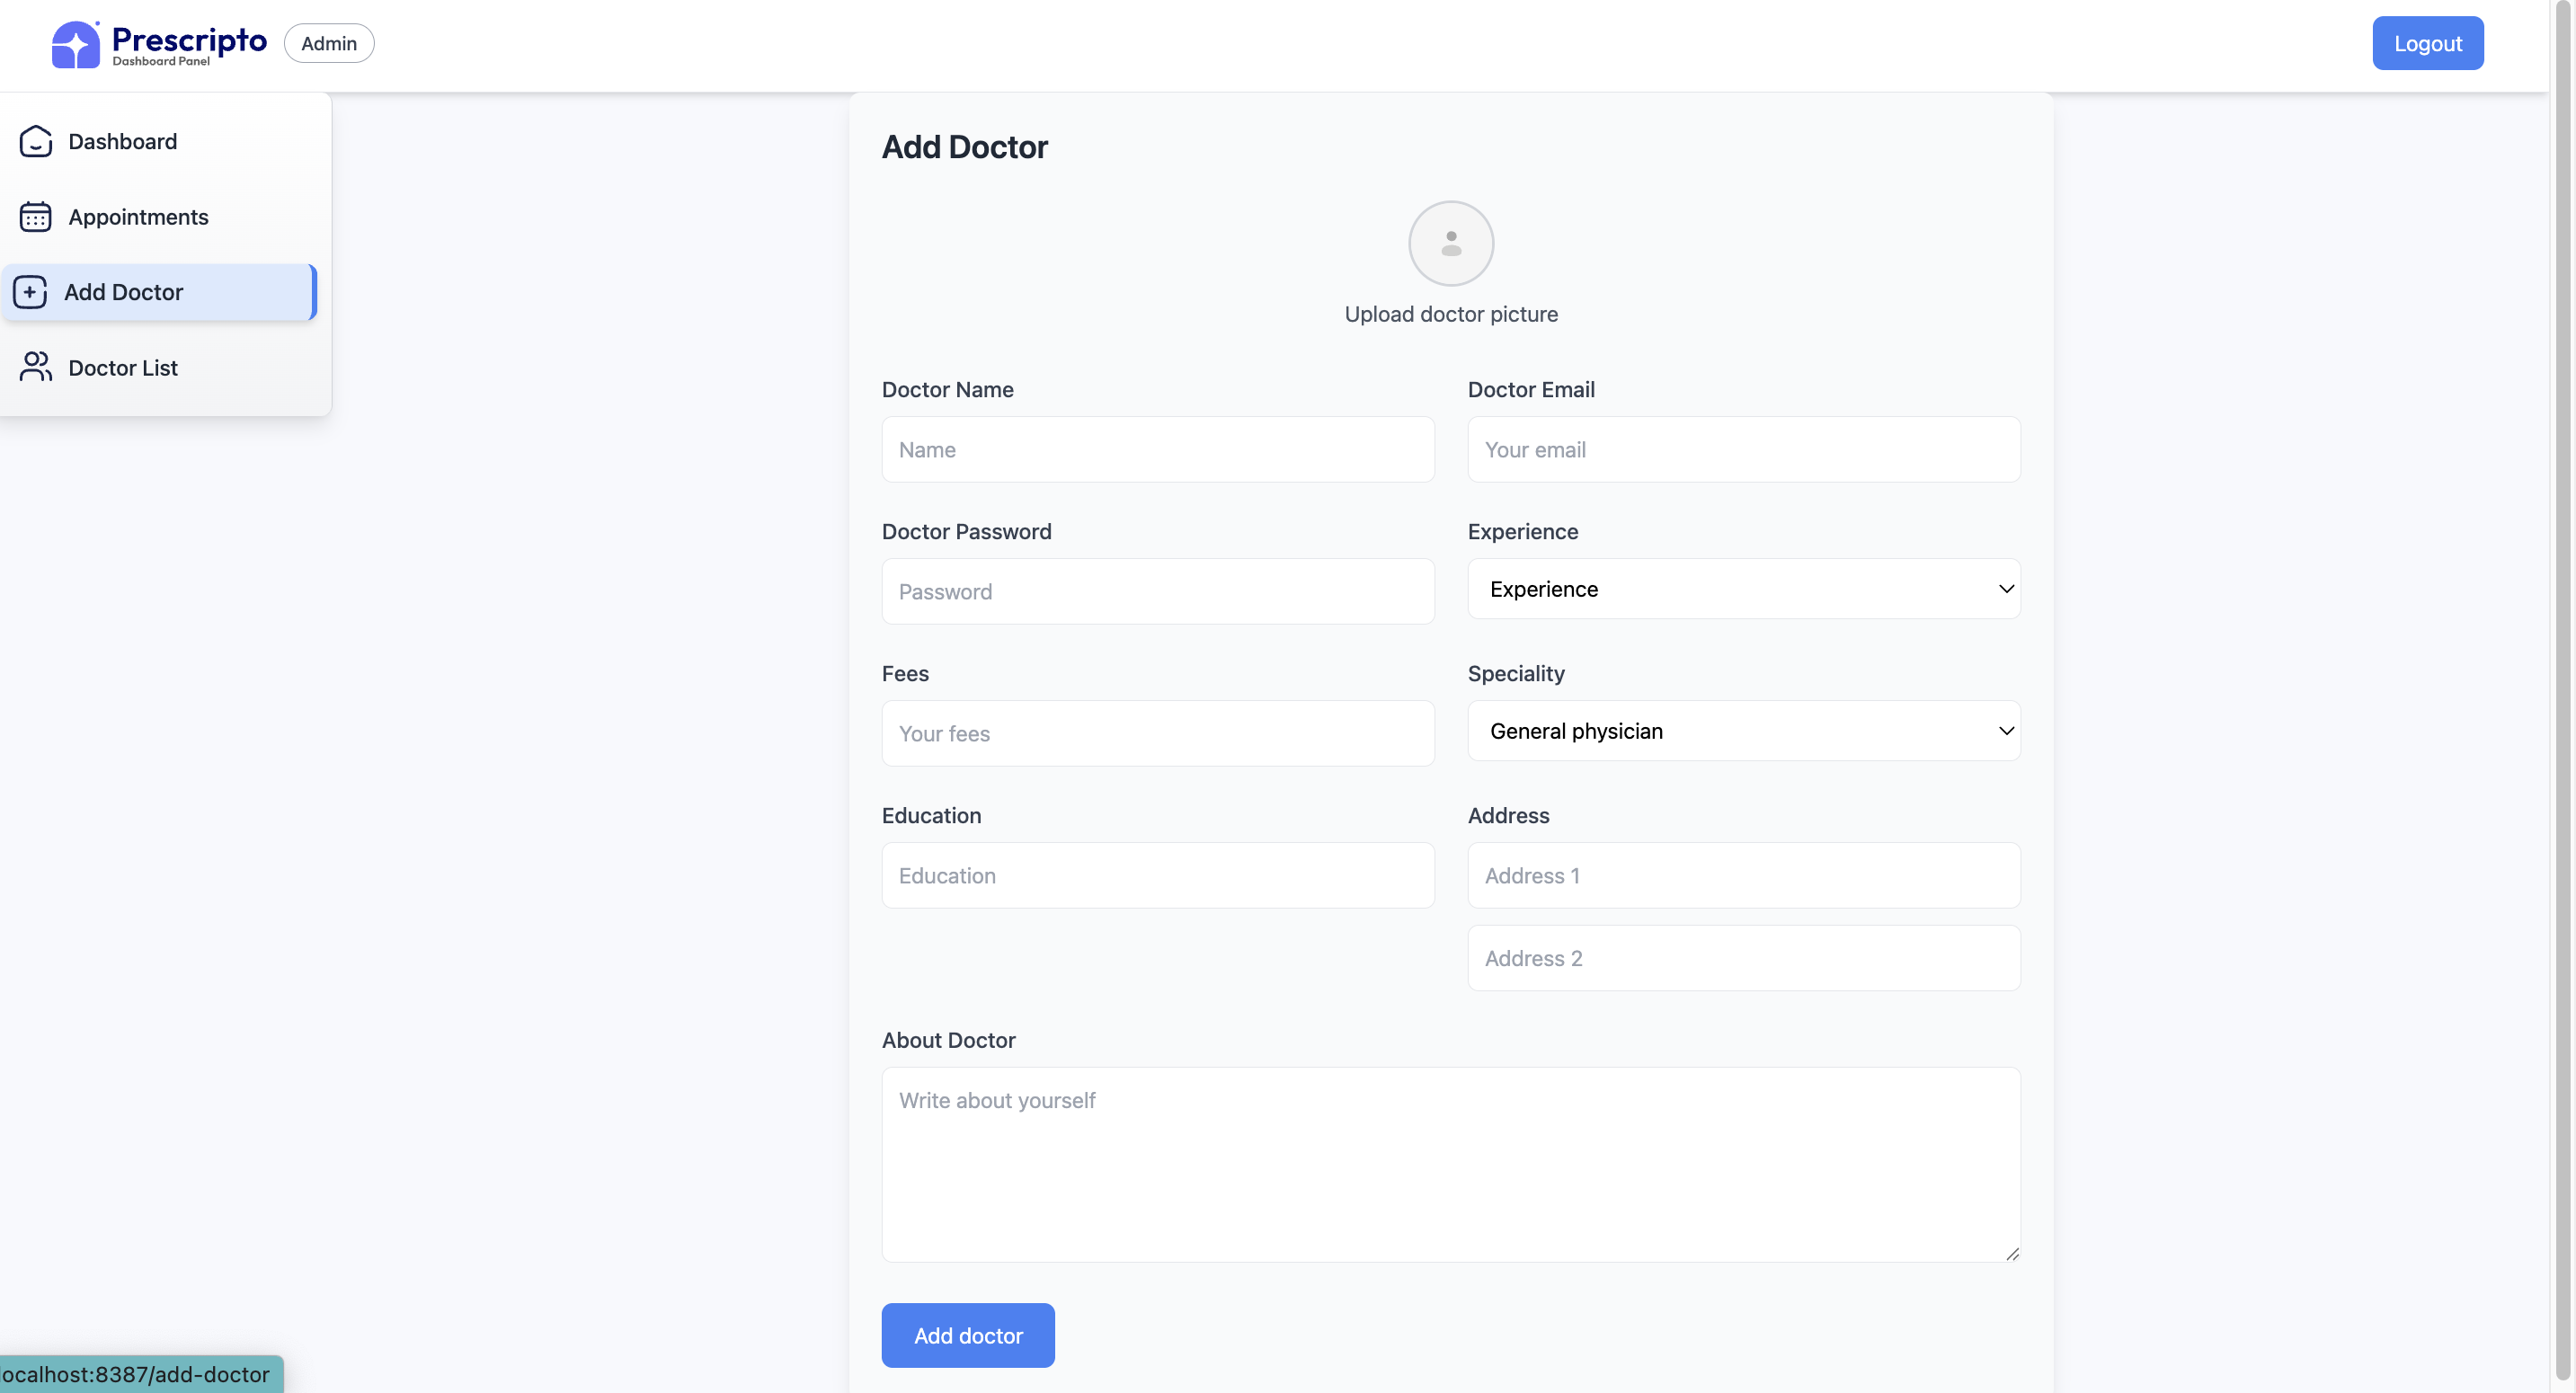 Prescripto
Dashboard Panel
Admin
Logout
Dashboard
Appointments
Add Doctor
Doctor List
Add Doctor
Upload doctor picture
Doctor Name
Doctor Email
Name
Your email
Doctor Password
Experience
Password
Experience
Fees
Speciality
Your fees
General physician
Education
Address
Education
Address 1
Address 2
About Doctor
Write about yourself
Add doctor
localhost:8387/add-doctor